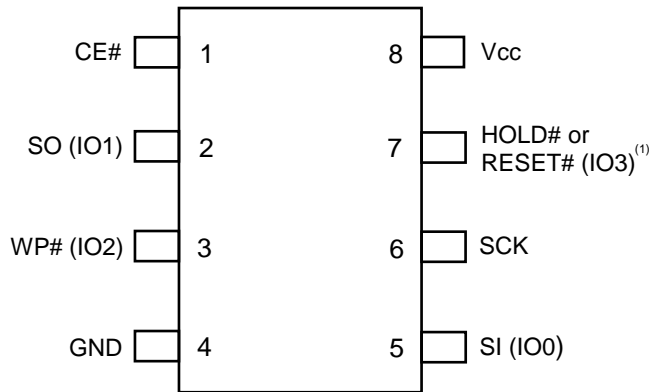 CE# 1 8 Vcc
SO (IO1) 2 7 HOLD# or
RESET# (IO3)(1)
WP# (IO2) 3 6 SCK
GND 4 5 SI (IO0)